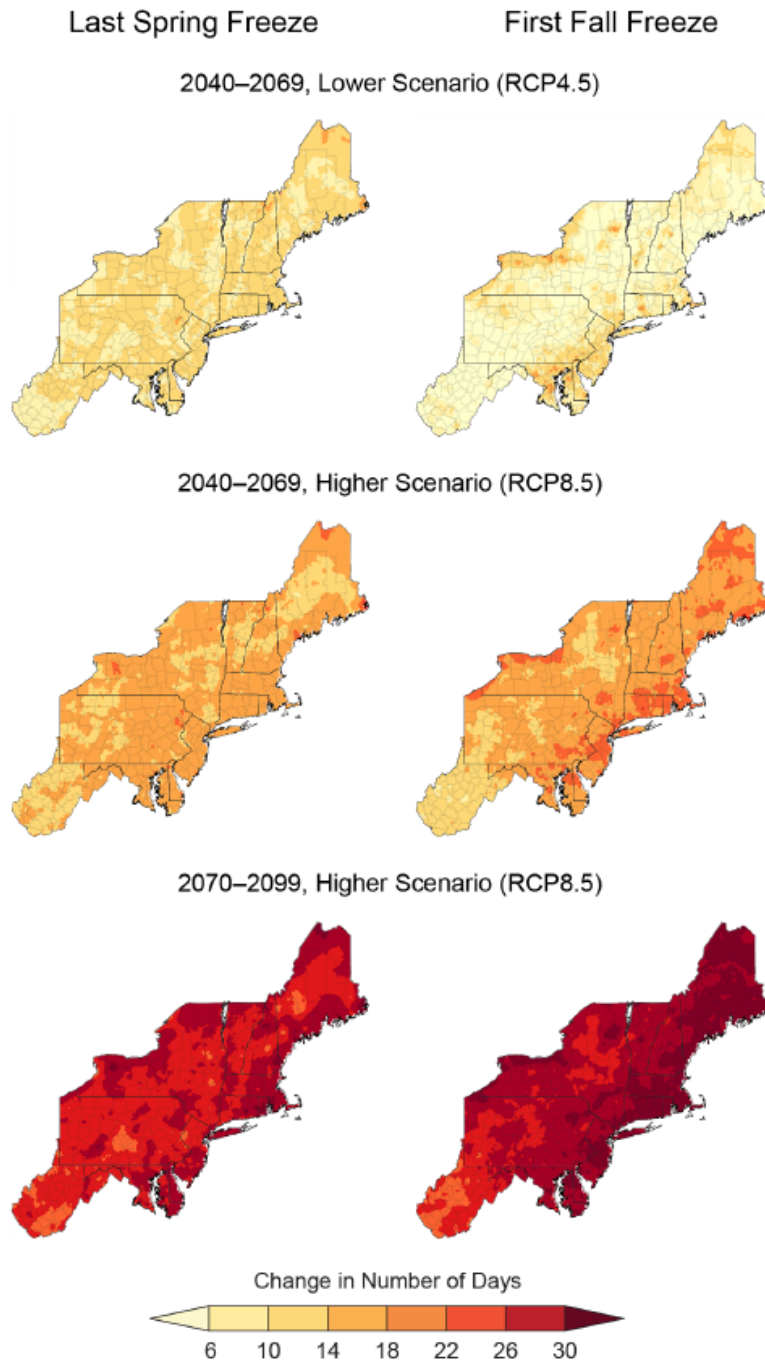 Last Spring Freeze First Fall Freeze
2040–2069, Lower Scenario (RCP4.5)
2040–2069, Higher Scenario (RCP8.5)
2070–2099, Higher Scenario (RCP8.5)
Change in Number of Days
6 10 14 18 22 26 30